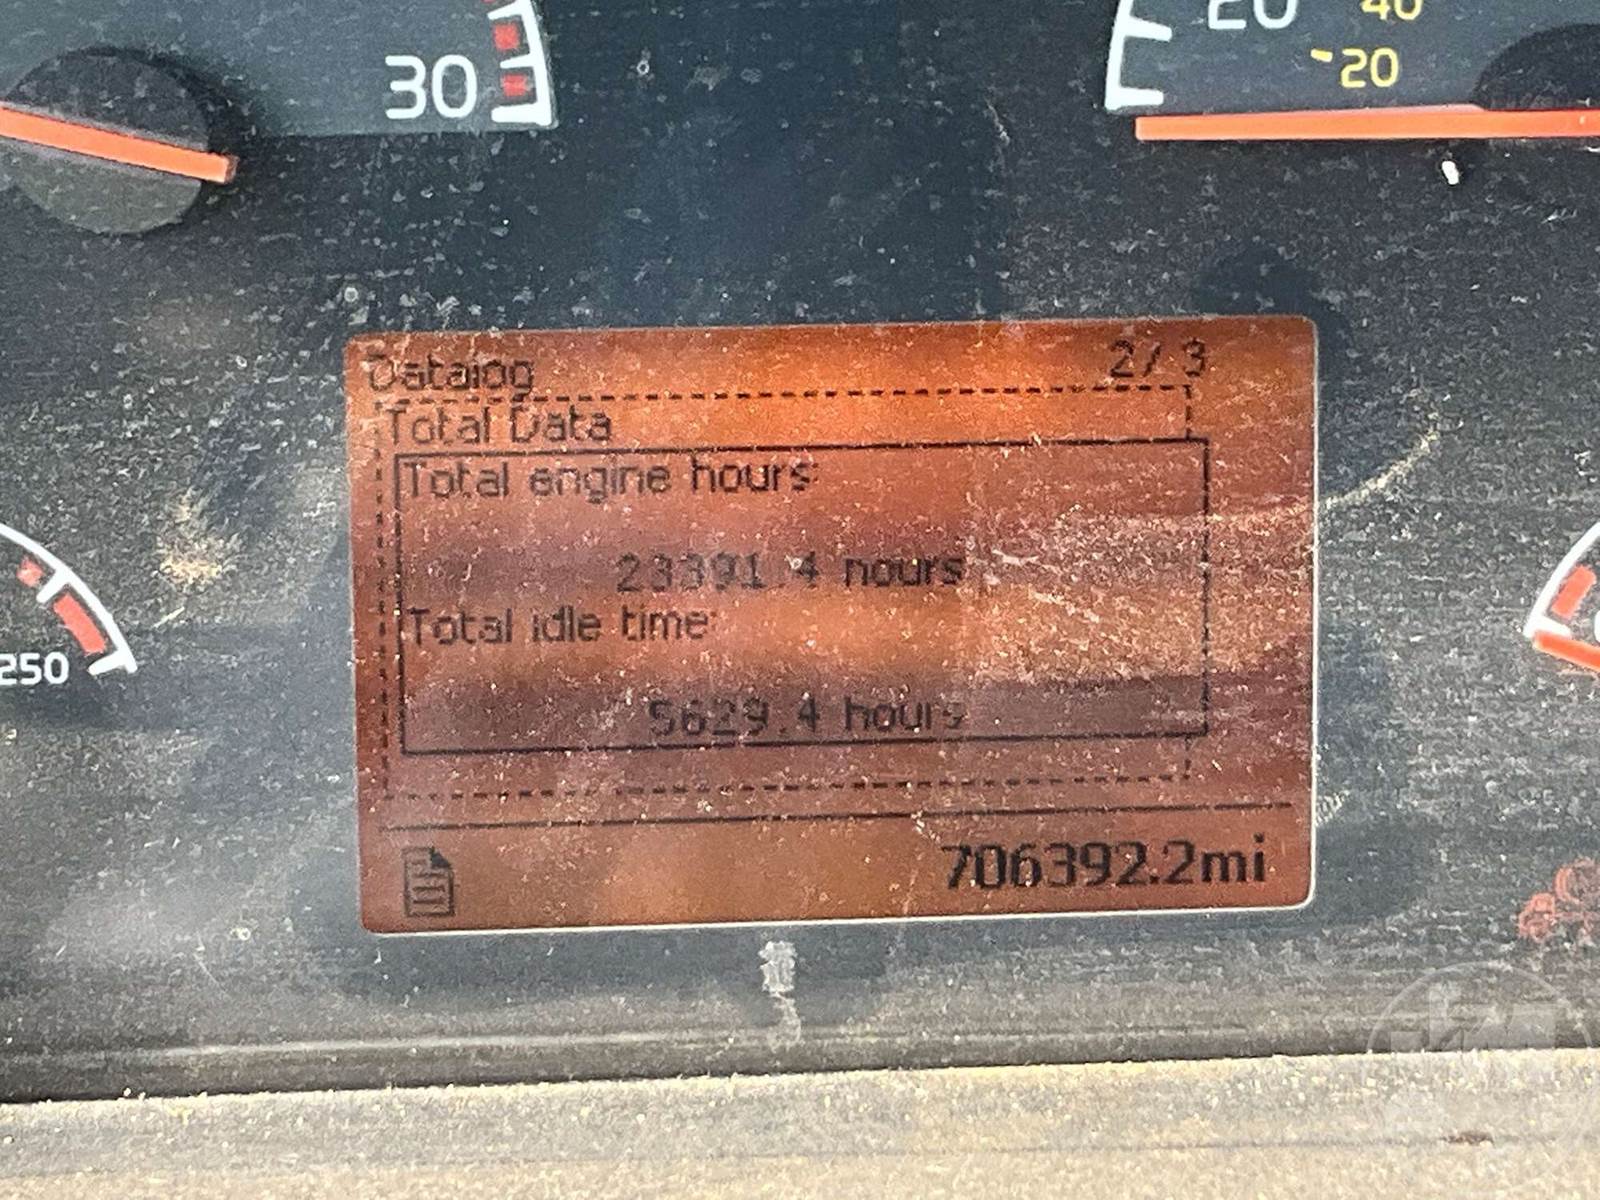 30
20 40
20
250
Datalog 2/3
Total Data
Total engine hours:
23391.4 hours
Total idle time:
5629.4 hours
706392.2mi